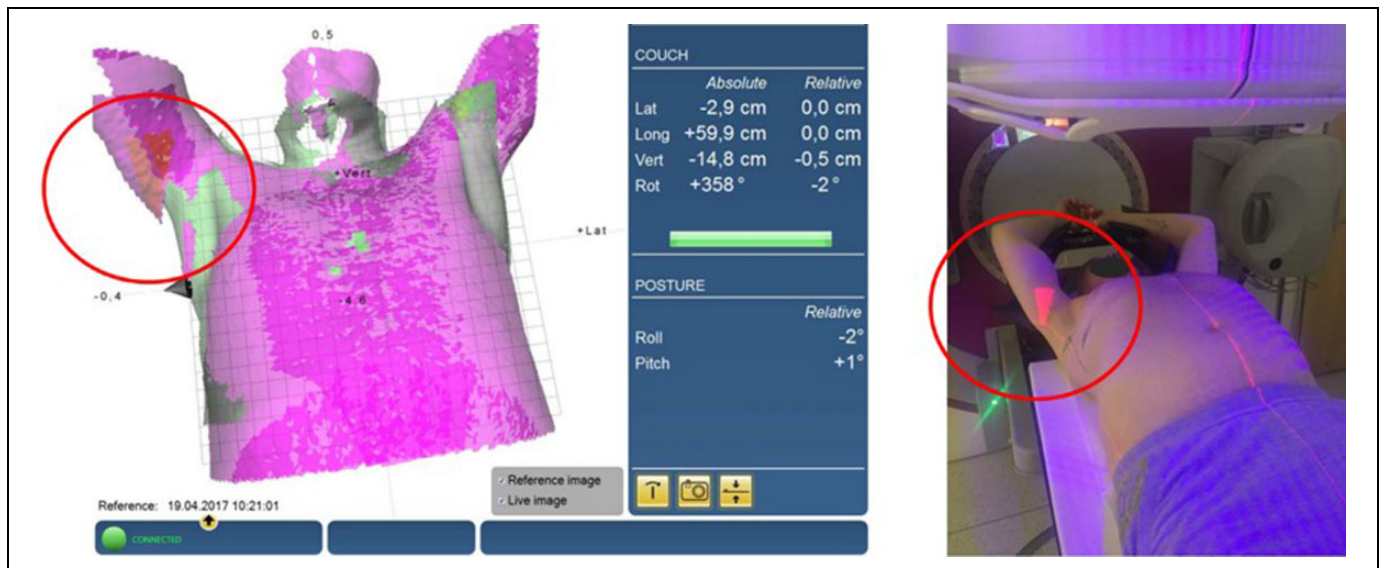 0,5
+Vert
+Lat
-0,4
-4,6
Reference: 19.04.2017 10:21:01
Reference image
Live image
CONNECTED
COUCH
Absolute Relative
Lat -2,9 cm 0,0 cm
Long +59,9 cm 0,0 cm
Vert -14,8 cm -0,5 cm
Rot +358° -2°
POSTURE
Relative
Roll -2°
Pitch +1°